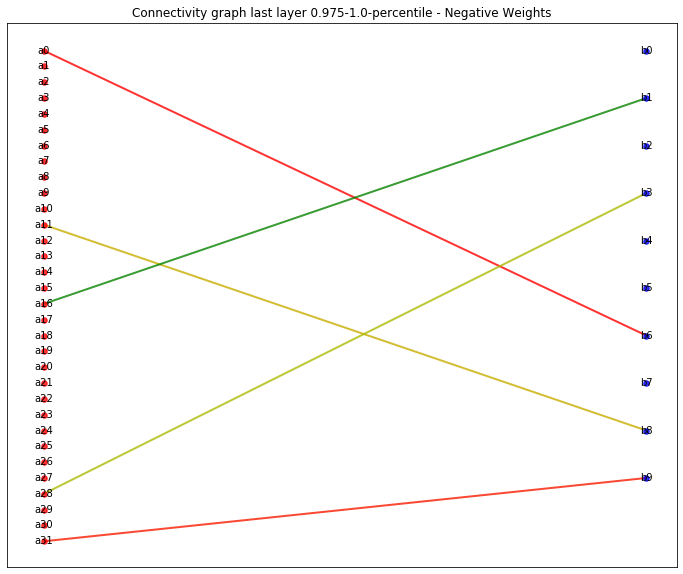 Connectivity graph last layer 0.975-1.0-percentile - Negative Weights
a0
a1
a2
a3
a4
a5
a6
a7
a8
a9
a10
a11
a12
a13
a14
a15
a16
a17
a18
a19
a20
a21
a22
a23
a24
a25
a26
a27
a28
a29
a30
a31
b0
b1
b2
b3
b4
b5
b6
b7
b8
b9